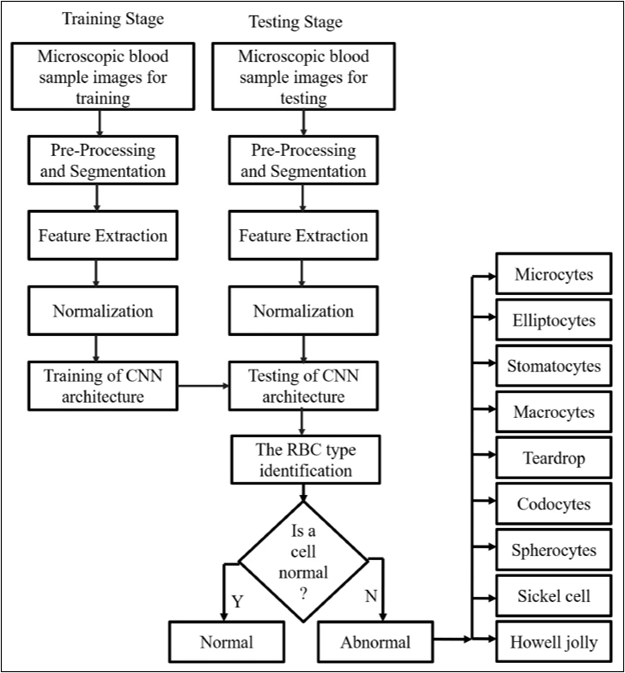 Training Stage
Testing Stage
Microscopic blood
sample images for
training
Microscopic blood
sample images for
testing
Pre-Processing
and Segmentation
Pre-Processing
and Segmentation
Feature Extraction
Feature Extraction
Normalization
Normalization
Training of CNN
architecture
Testing of CNN
architecture
The RBC type
identification
Is a
cell
normal
?
Y
N
Normal
Abnormal
Microcytes
Elliptocytes
Stomatocytes
Macrocytes
Teardrop
Codocytes
Spherocytes
Sickel cell
Howell jolly